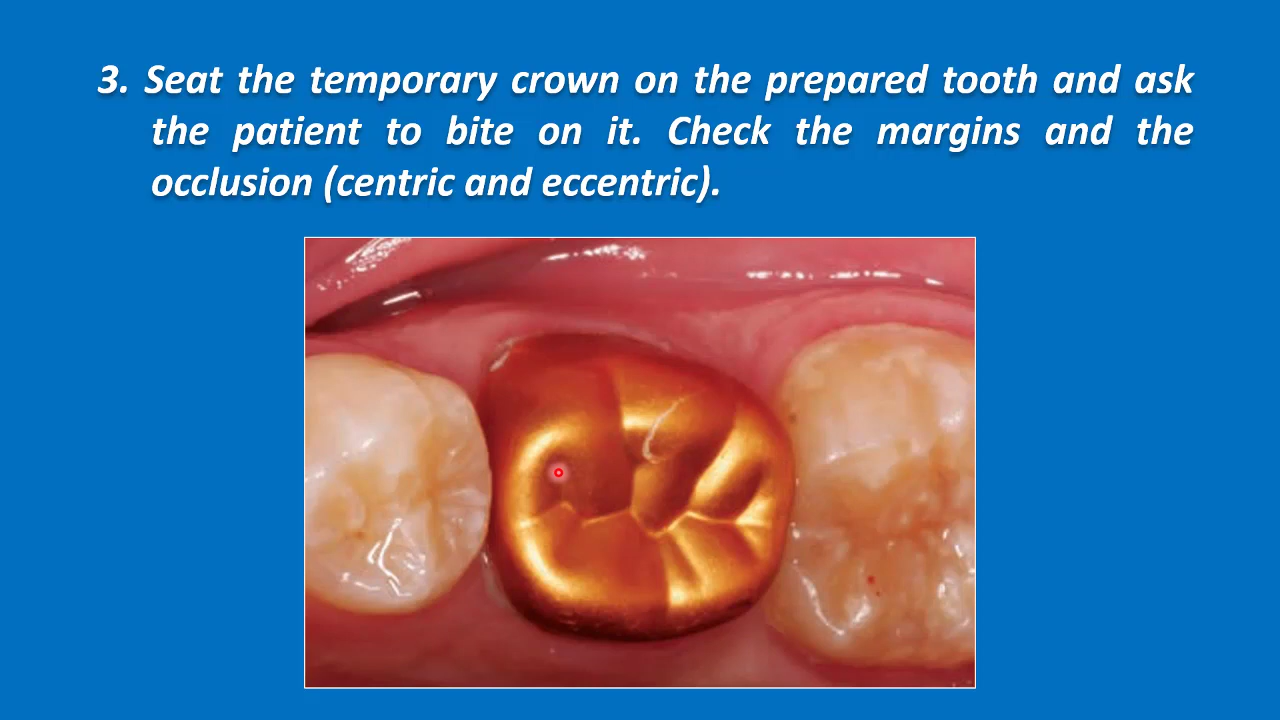 3. Seat the temporary crown on the prepared tooth and ask
the patient to bite on it. Check the margins and the
occlusion (centric and eccentric).